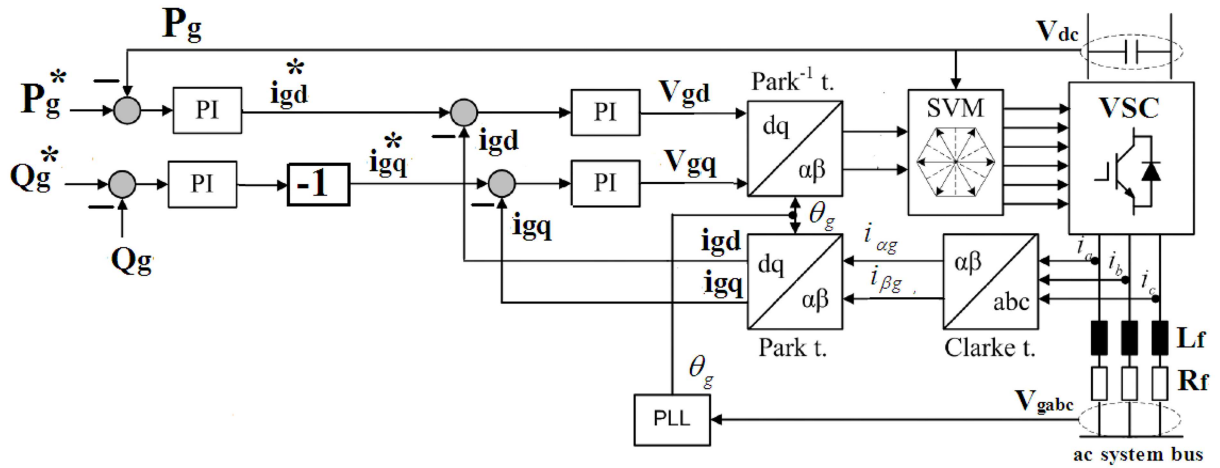 Pg
Vdc
Pg*
PI
igd*
PI
Vgd
Park⁻¹ t.
SVM
VSC
igd
dq
αβ
Qg*
PI
-1
igq*
PI
Vgq
Qg
igq
θg
igd
igq
dq
αβ
iαg
iβg
αβ
abc
ia
ib
ic
Park t.
Clarke t.
Lf
Rf
θg
PLL
Vgabc
ac system bus